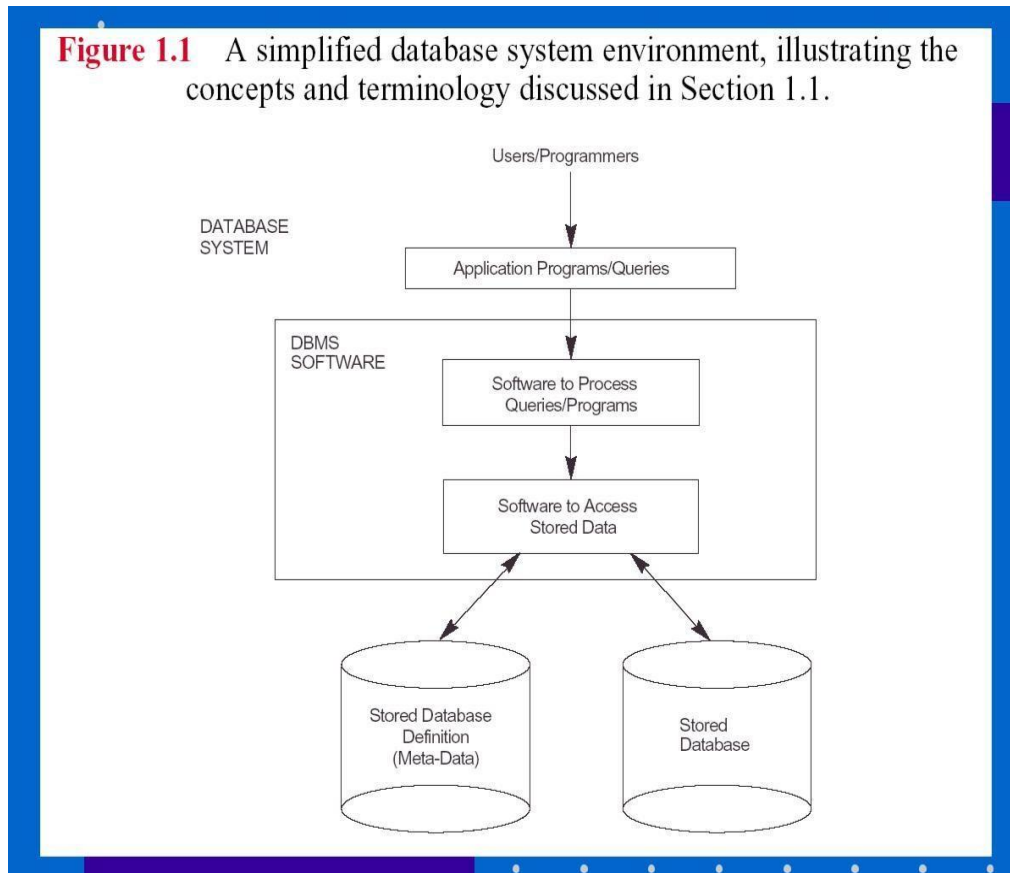 Figure 1.1 A simplified database system environment, illustrating the
concepts and terminology discussed in Section 1.1.
Users/Programmers
DATABASE
SYSTEM
Application Programs/Queries
DBMS
SOFTWARE
Software to Process
Queries/Programs
Software to Access
Stored Data
Stored Database
Definition
(Meta-Data)
Stored
Database